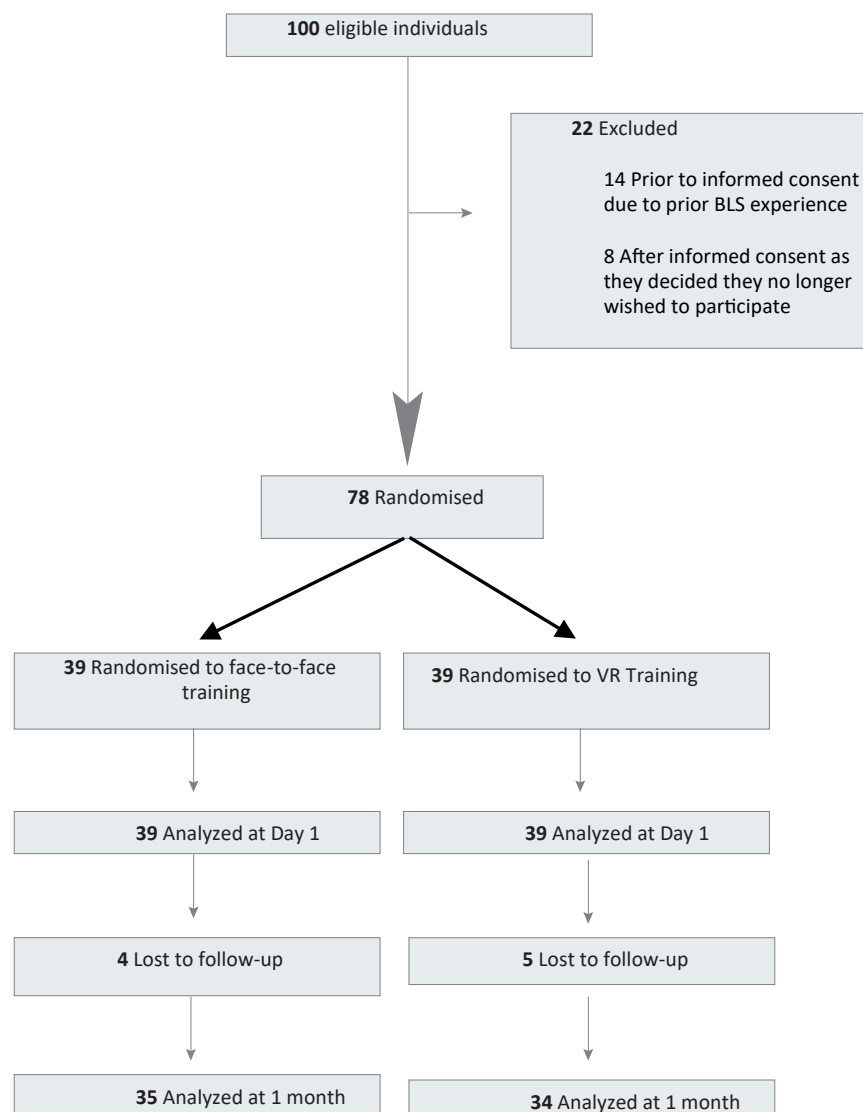 100 eligible individuals
22 Excluded
14 Prior to informed consent
due to prior BLS experience
8 After informed consent as
they decided they no longer
wished to participate
78 Randomised
39 Randomised to face-to-face
training
39 Randomised to VR Training
39 Analyzed at Day 1
39 Analyzed at Day 1
4 Lost to follow-up
5 Lost to follow-up
35 Analyzed at 1 month
34 Analyzed at 1 month